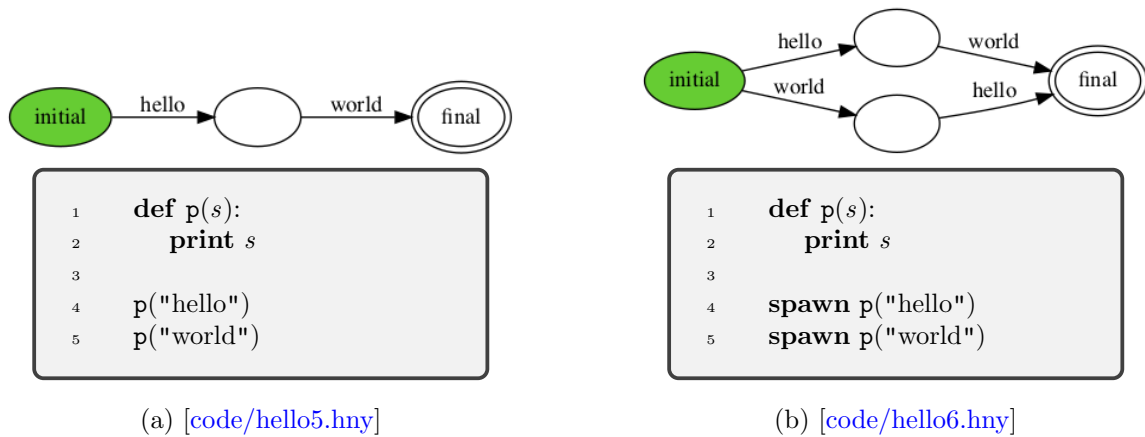 initial hello world final
1 def p(s):
2 print s
3
4 p("hello")
5 p("world")
(a) [code/hello5.hny]
hello world
initial final
world hello
1 def p(s):
2 print s
3
4 spawn p("hello")
5 spawn p("world")
(b) [code/hello6.hny]